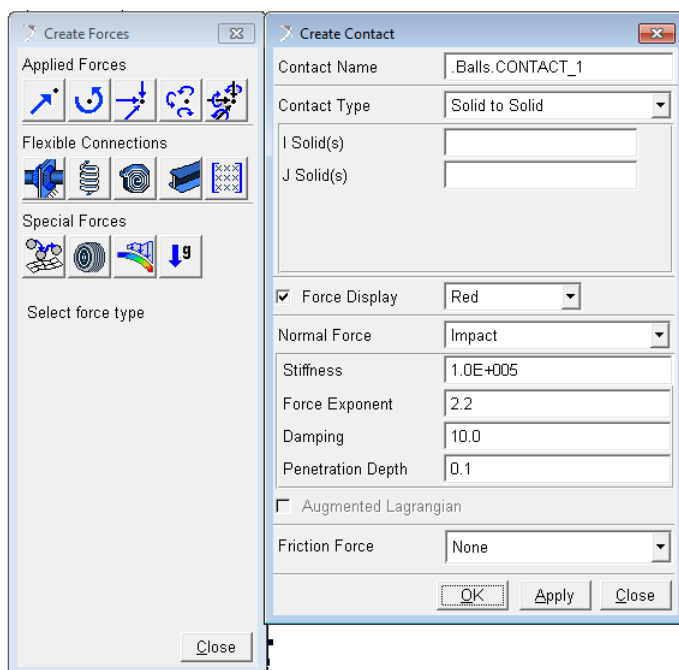 Create Forces
Applied Forces
Flexible Connections
Special Forces
g
Select force type
Close
Create Contact
Contact Name .Balls.CONTACT_1
Contact Type Solid to Solid
I Solid(s)
J Solid(s)
Force Display Red
Normal Force Impact
Stiffness 1.0E+005
Force Exponent 2.2
Damping 10.0
Penetration Depth 0.1
Augmented Lagrangian
Friction Force None
OK Apply Close